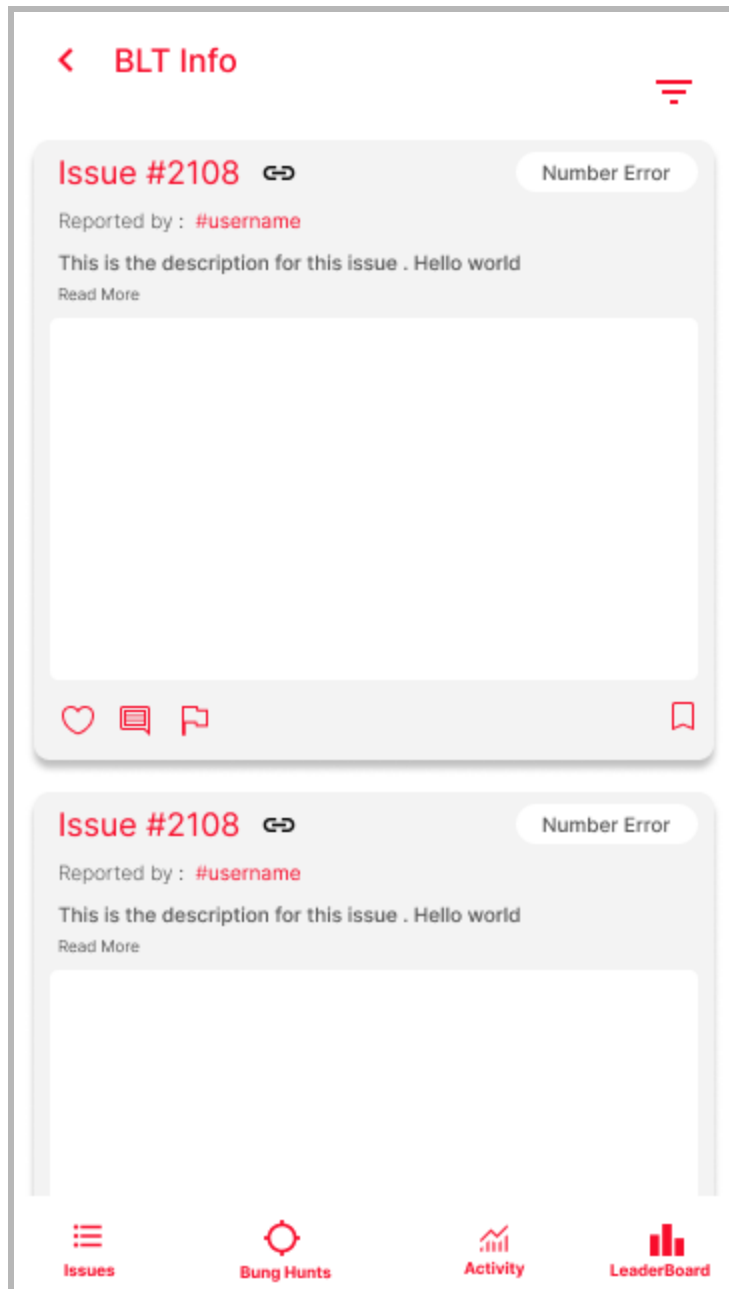 BLT Info
Issue #2108
Number Error
Reported by : #username
This is the description for this issue . Hello world
Read More
Issue #2108
Number Error
Reported by : #username
This is the description for this issue . Hello world
Read More
Issues
Bung Hunts
Activity
LeaderBoard